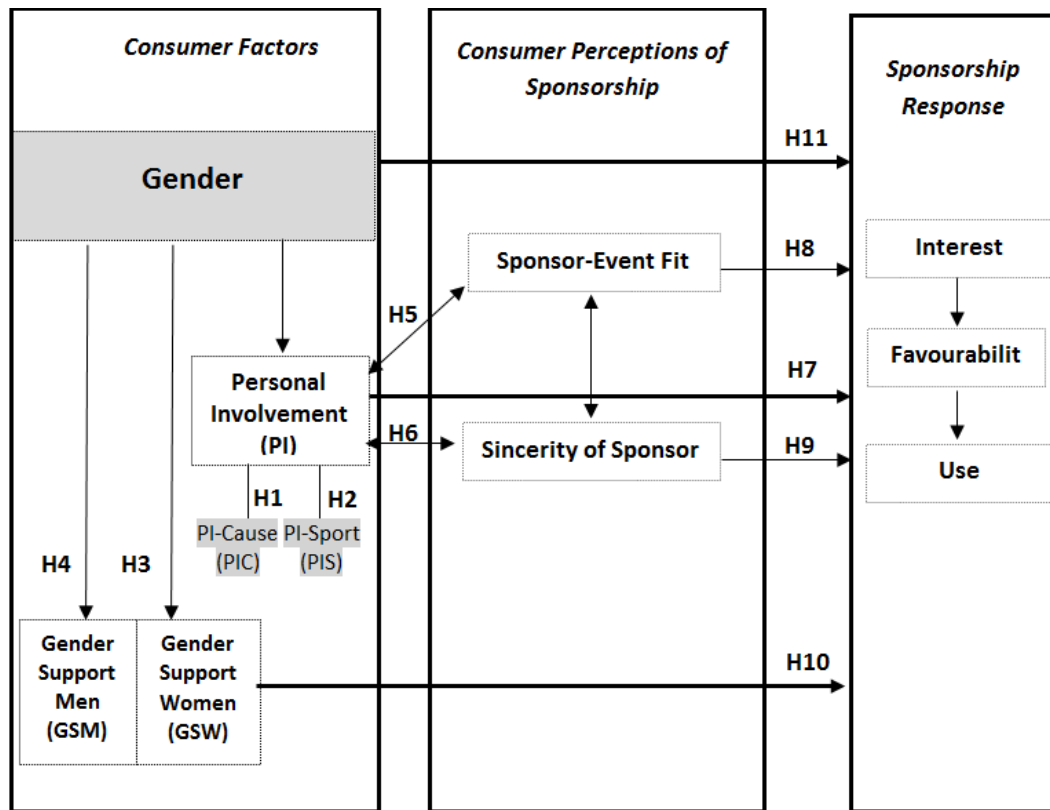 Consumer Factors
Consumer Perceptions of
Sponsorship
Sponsorship
Response
Gender
H11
Sponsor-Event Fit
H8
Interest
H5
Favourabilit
Personal
Involvement
(PI)
H7
H6
Sincerity of Sponsor
H9
Use
H1
H2
PI-Cause
(PIC)
PI-Sport
(PIS)
H4
H3
Gender
Support
Men
(GSM)
Gender
Support
Women
(GSW)
H10